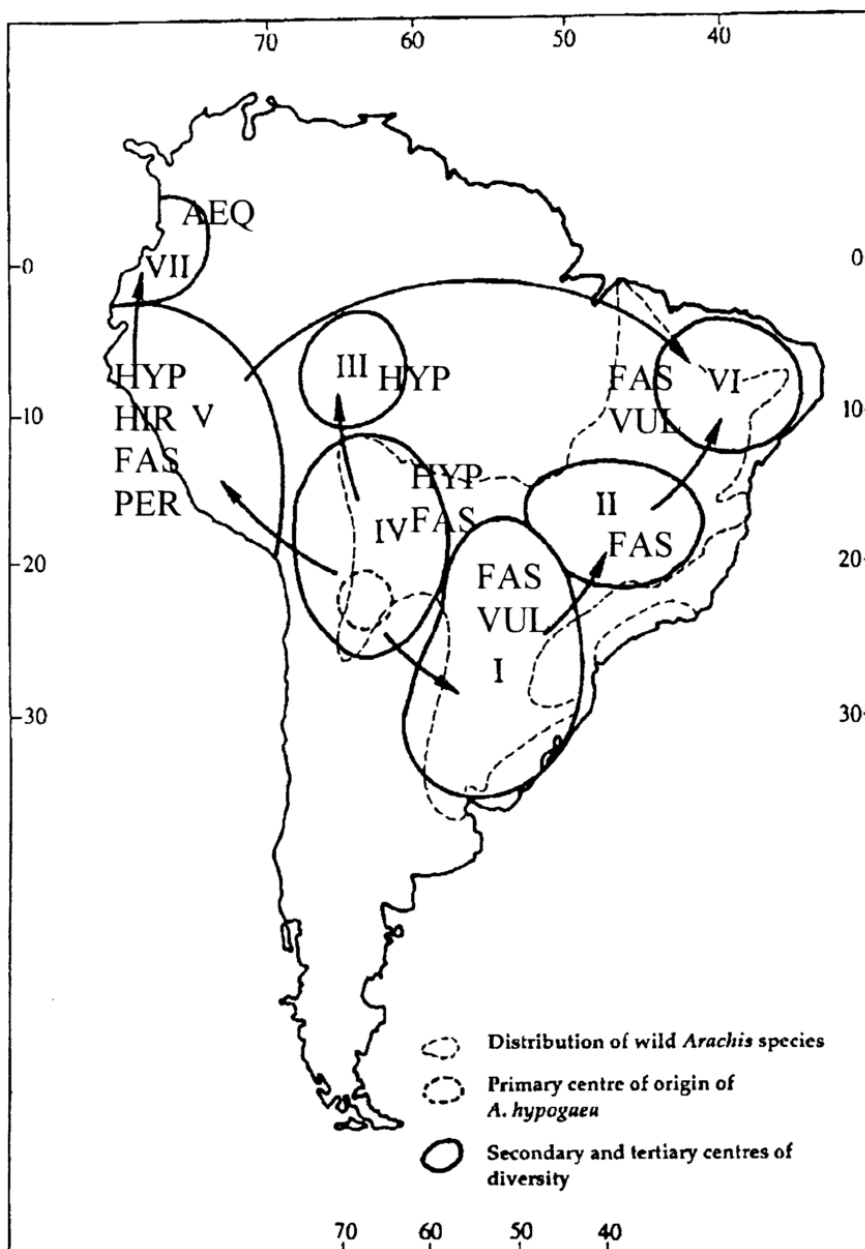 70 60 50 40
AEQ
VII
0 0
III HYP
HYP
HIR V
FAS
PER
FAS VI
VUL
10 10
HYP
FAS
IV
II
FAS
20 20
FAS
VUL
I
30 30
Distribution of wild Arachis species
Primary centre of origin of
A. hypogaea
Secondary and tertiary centres of
diversity
70 60 50 40